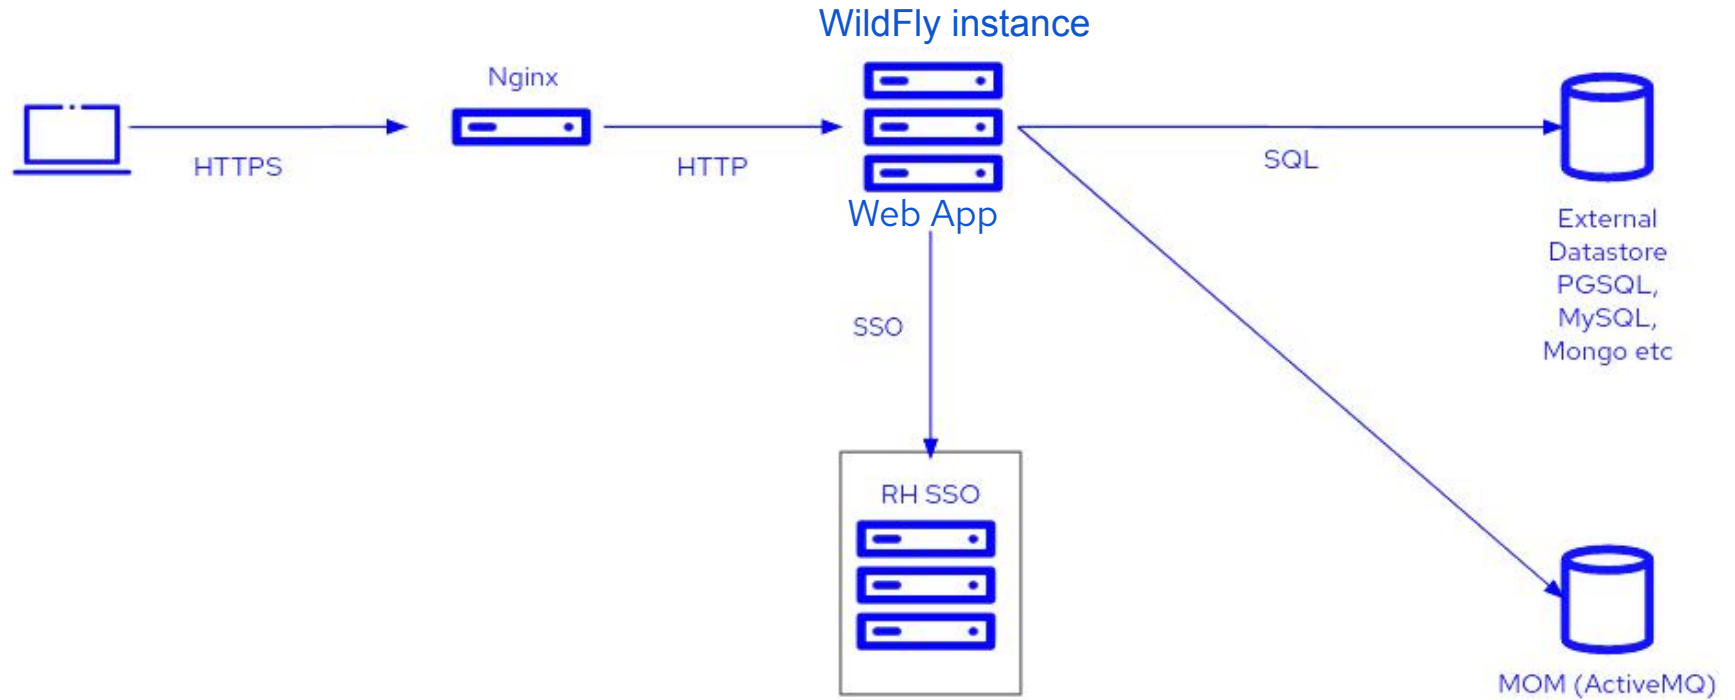 WildFly instance
Nginx
HTTPS
HTTP
SQL
Web App
External
Datastore
PGSQL,
MySQL,
Mongo etc
SSO
RH SSO
MOM (ActiveMQ)